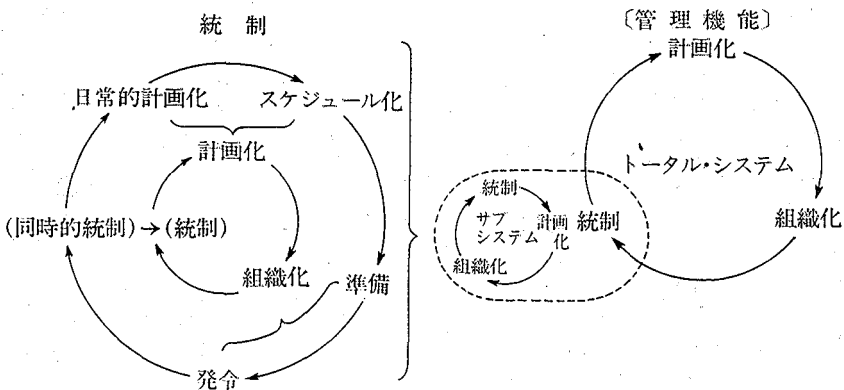 統制
〔管理機能〕
計画化
日常的計画化
スケジュール化
計画化
トータル・システム
統制
サブ
システム
計画化
組織化
統制
組織化
(同時的統制)→(統制)
組織化
準備
発令